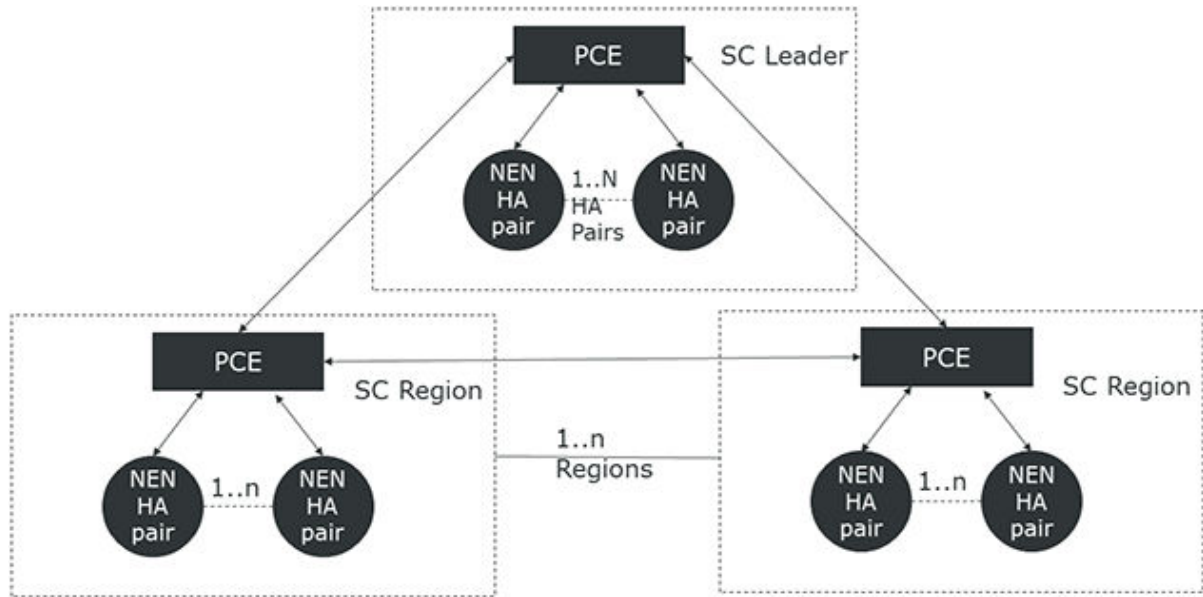 PCE
SC Leader
NEN
HA
pair
1..N
HA
Pairs
NEN
HA
pair
PCE
SC Region
NEN
HA
pair
1..n
NEN
HA
pair
1..n
Regions
PCE
SC Region
NEN
HA
pair
1..n
NEN
HA
pair